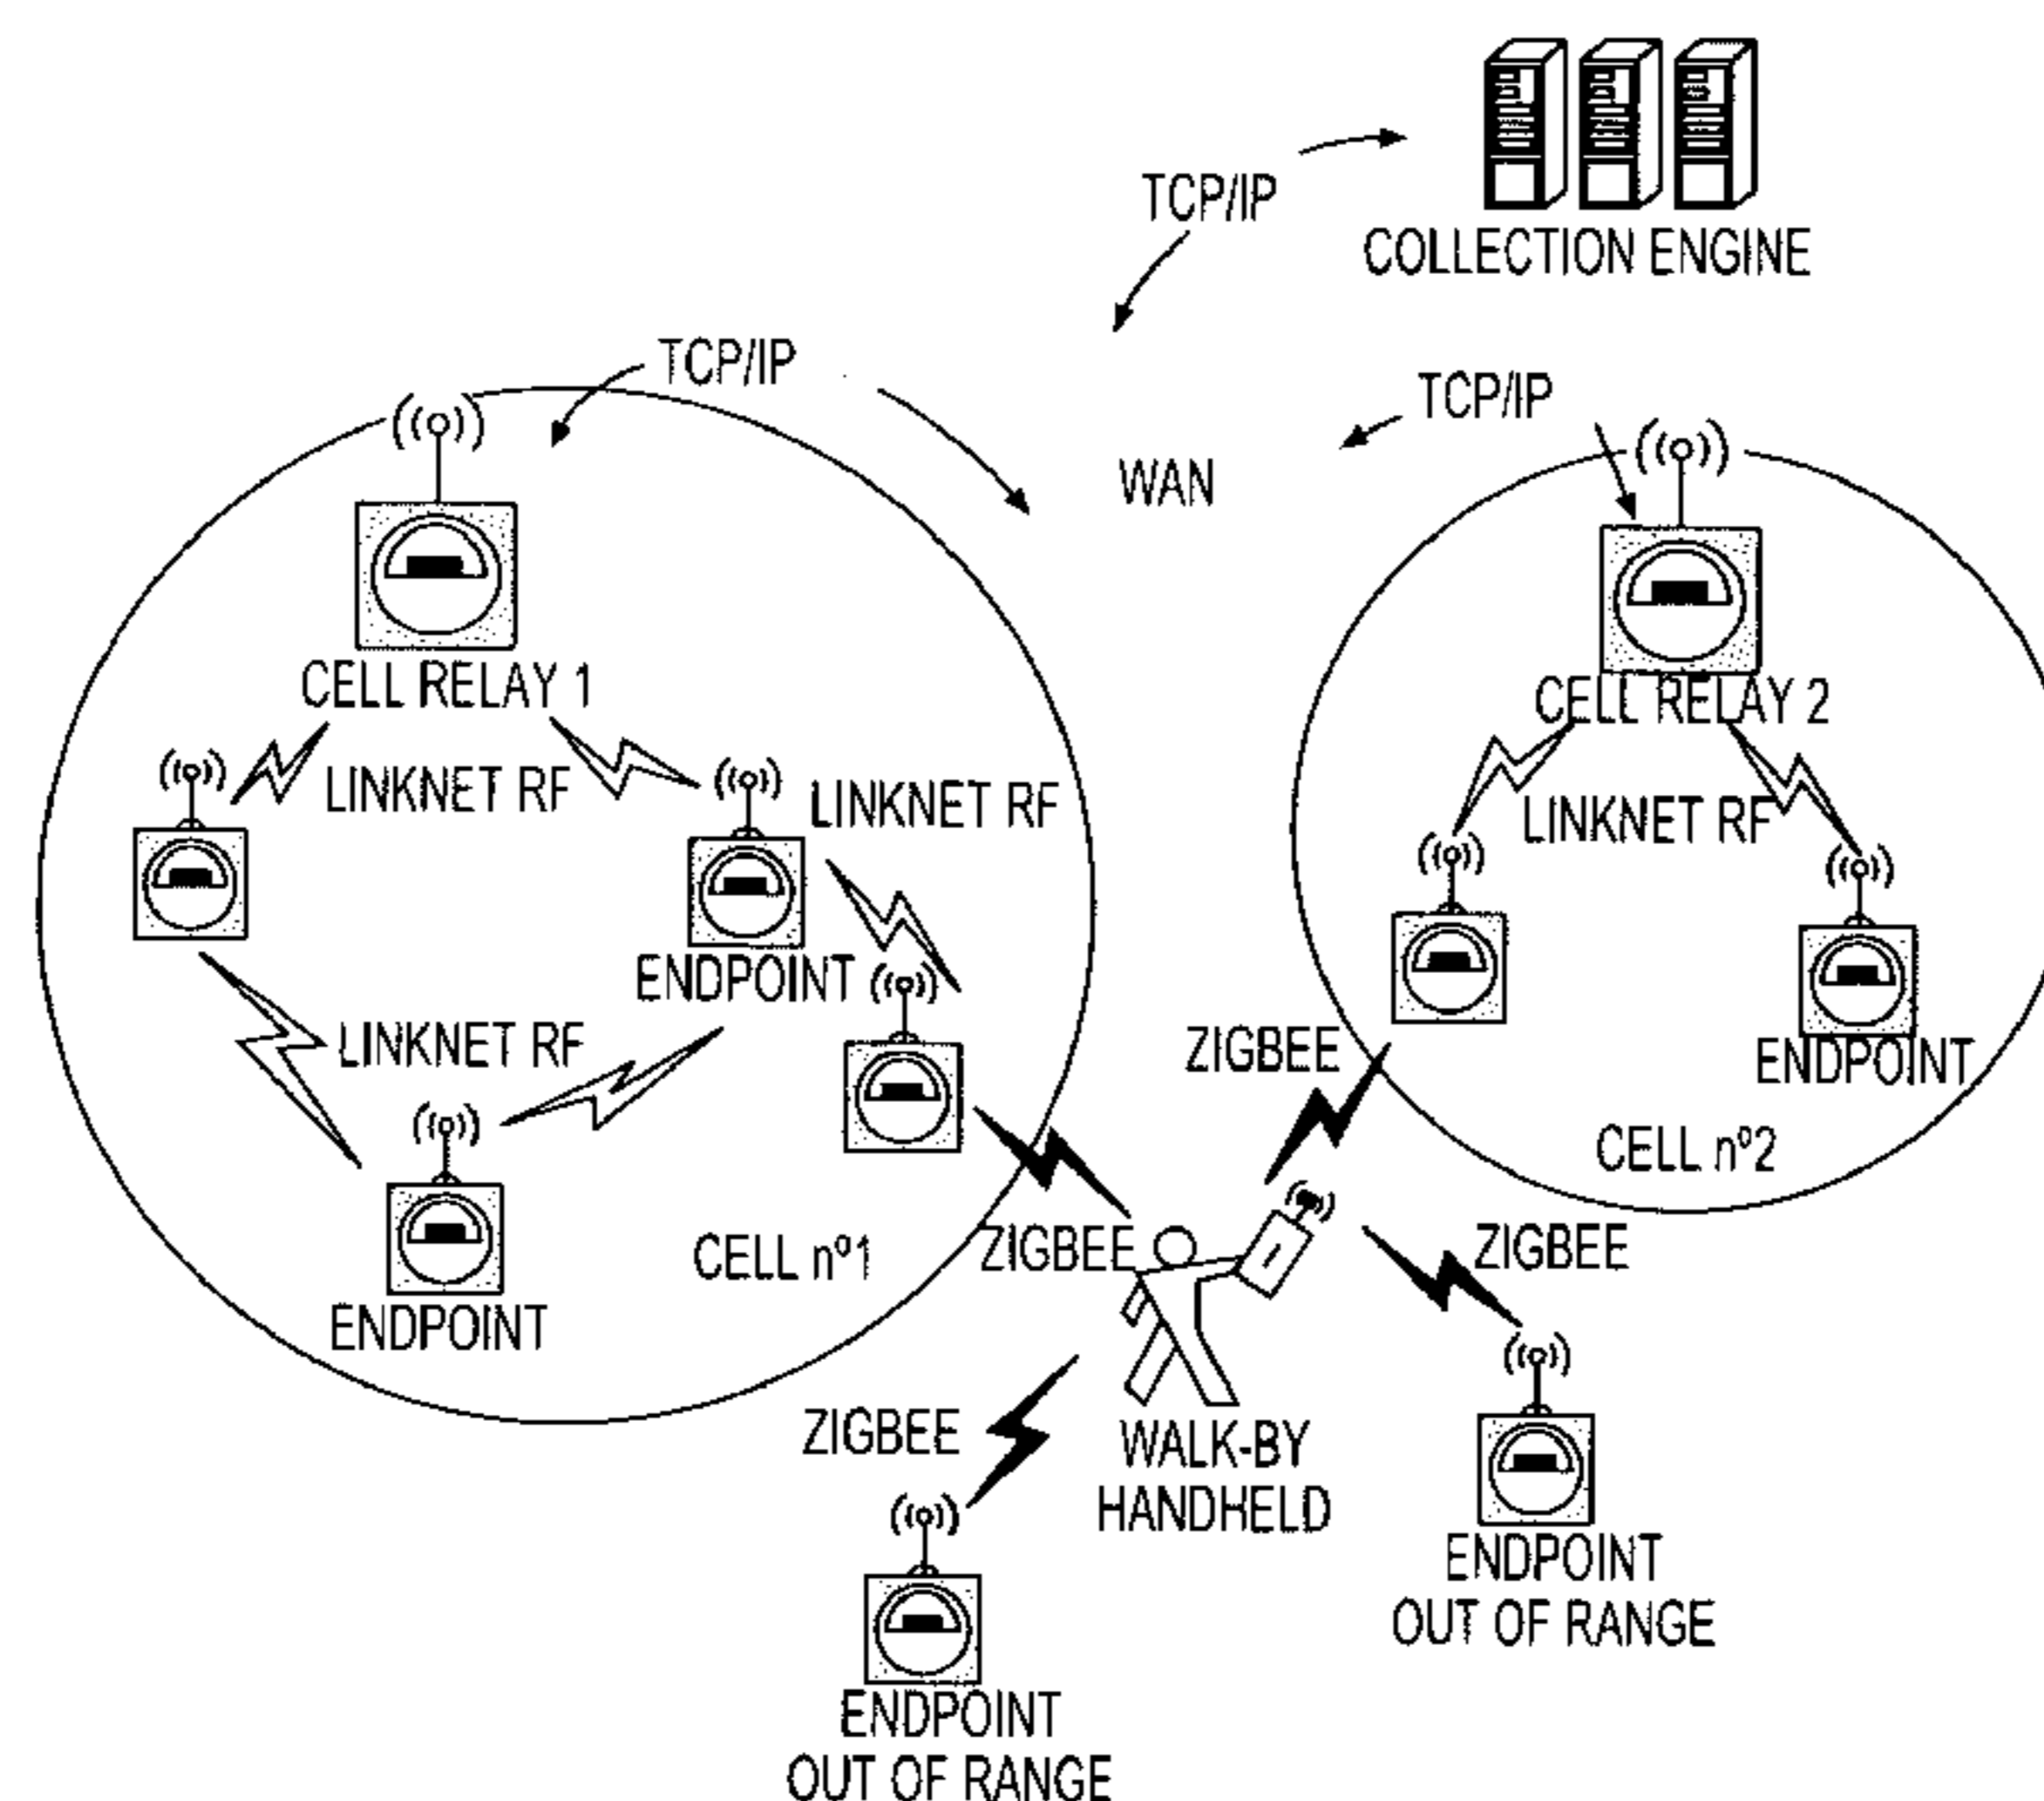 TCP/IP
COLLECTION ENGINE
TCP/IP
TCP/IP
WAN
CELL RELAY 1
CELL RELAY 2
LINKNET RF
LINKNET RF
LINKNET RF
ENDPOINT
LINKNET RF
ZIGBEE
ENDPOINT
CELL nº2
ZIGBEE
CELL nº1
ZIGBEE
ENDPOINT
ZIGBEE
WALK-BY
HANDHELD
ENDPOINT
OUT OF RANGE
ENDPOINT
OUT OF RANGE